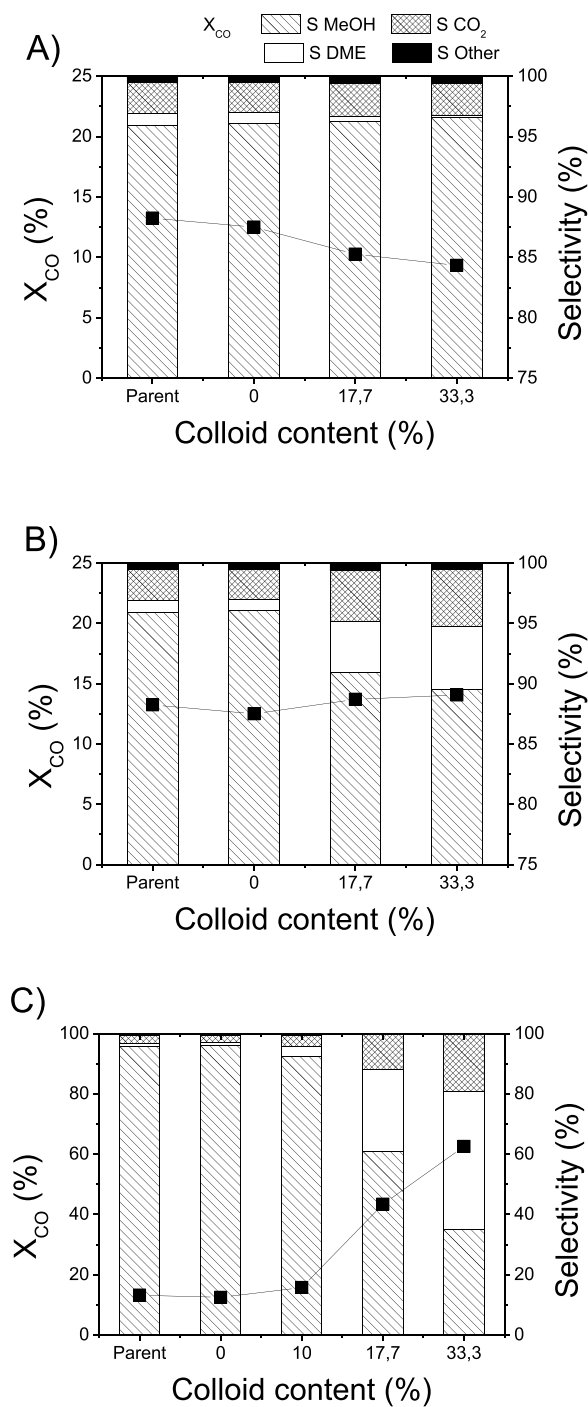 X_CO S MeOH S CO₂
S DME S Other
A)
25 100
20 95
15 90
10 85
5 80
0 75
X_CO (%)
Selectivity (%)
Parent 0 17,7 33,3
Colloid content (%)
B)
25 100
20 95
15 90
10 85
5 80
0 75
X_CO (%)
Selectivity (%)
Parent 0 17,7 33,3
Colloid content (%)
C)
100 100
80 80
60 60
40 40
20 20
0 0
X_CO (%)
Selectivity (%)
Parent 0 10 17,7 33,3
Colloid content (%)